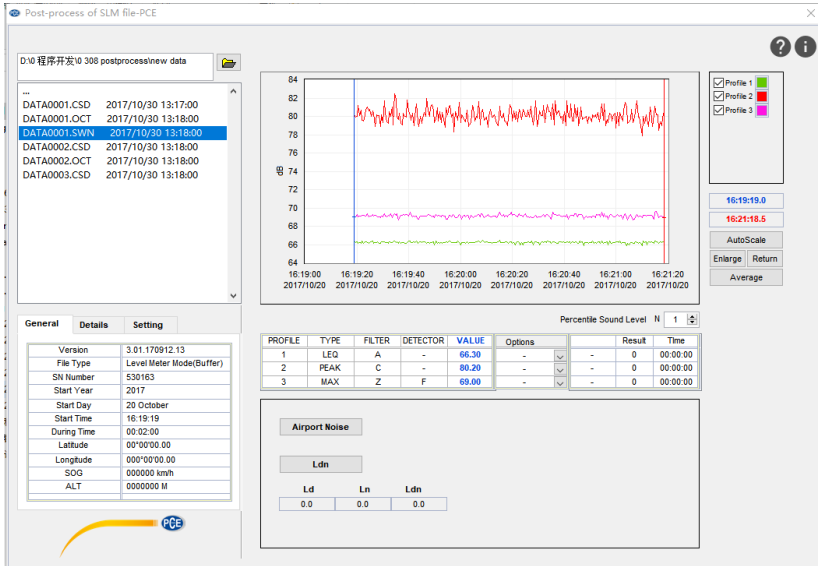 Post-process of SLM file-PCE
D:\0 程序开发\0 308 postprocess\new data
...
DATA0001.CSD 2017/10/30 13:17:00
DATA0001.OCT 2017/10/30 13:18:00
DATA0001.SWN 2017/10/30 13:18:00
DATA0002.CSD 2017/10/30 13:18:00
DATA0002.OCT 2017/10/30 13:18:00
DATA0003.CSD 2017/10/30 13:18:00
84
82
80
78
76
74
72
70
68
66
64
dB
16:19:00 16:19:20 16:19:40 16:20:00 16:20:20 16:20:40 16:21:00 16:21:20
2017/10/20 2017/10/20 2017/10/20 2017/10/20 2017/10/20 2017/10/20 2017/10/20 2017/10/20
Profile 1
Profile 2
Profile 3
16:19:19.0
16:21:18.5
AutoScale
Enlarge Return
Average
Percentile Sound Level N 1
General Details Setting
Version 3.01.170912.13
File Type Level Meter Mode(Buffer)
SN Number 530163
Start Year 2017
Start Day 20 October
Start Time 16:19:19
During Time 00:02:00
Latitude 00°00'00.00
Longitude 000°00'00.00
SOG 000000 km/h
ALT 0000000 M
PCE
PROFILE TYPE FILTER DETECTOR VALUE Options Result Time
1 LEQ A - 66.30 - - 0 00:00:00
2 PEAK C - 80.20 - - 0 00:00:00
3 MAX Z F 69.00 - - 0 00:00:00
Airport Noise
Ldn
Ld Ln Ldn
0.0 0.0 0.0